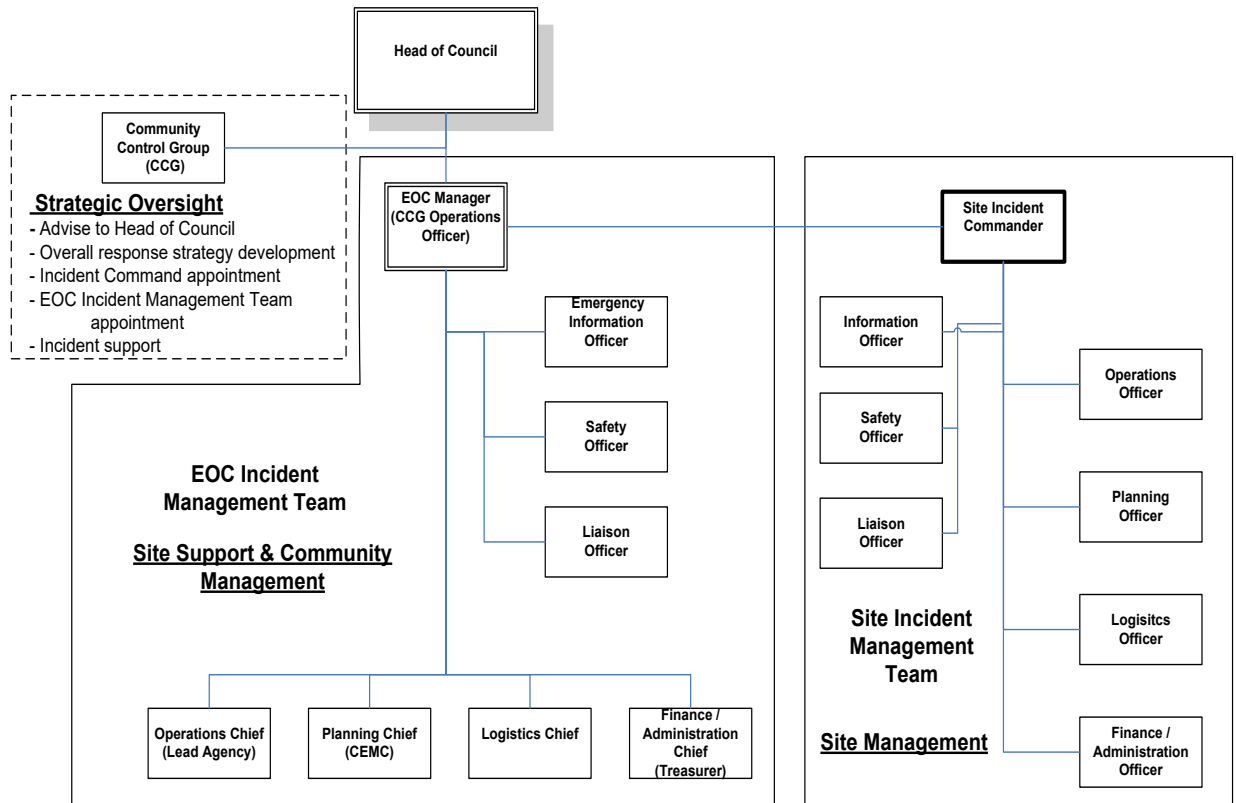 Head of Council
Community
Control Group
(CCG)
Strategic Oversight
- Advise to Head of Council
- Overall response strategy development
- Incident Command appointment
- EOC Incident Management Team
appointment
- Incident support
EOC Manager
(CCG Operations
Officer)
Emergency
Information
Officer
Safety
Officer
Liaison
Officer
EOC Incident
Management Team
Site Support & Community
Management
Operations Chief
(Lead Agency)
Planning Chief
(CEMC)
Logistics Chief
Finance /
Administration
Chief
(Treasurer)
Site Incident
Commander
Information
Officer
Safety
Officer
Liaison
Officer
Operations
Officer
Planning
Officer
Logisitcs
Officer
Finance /
Administration
Officer
Site Incident
Management
Team
Site Management